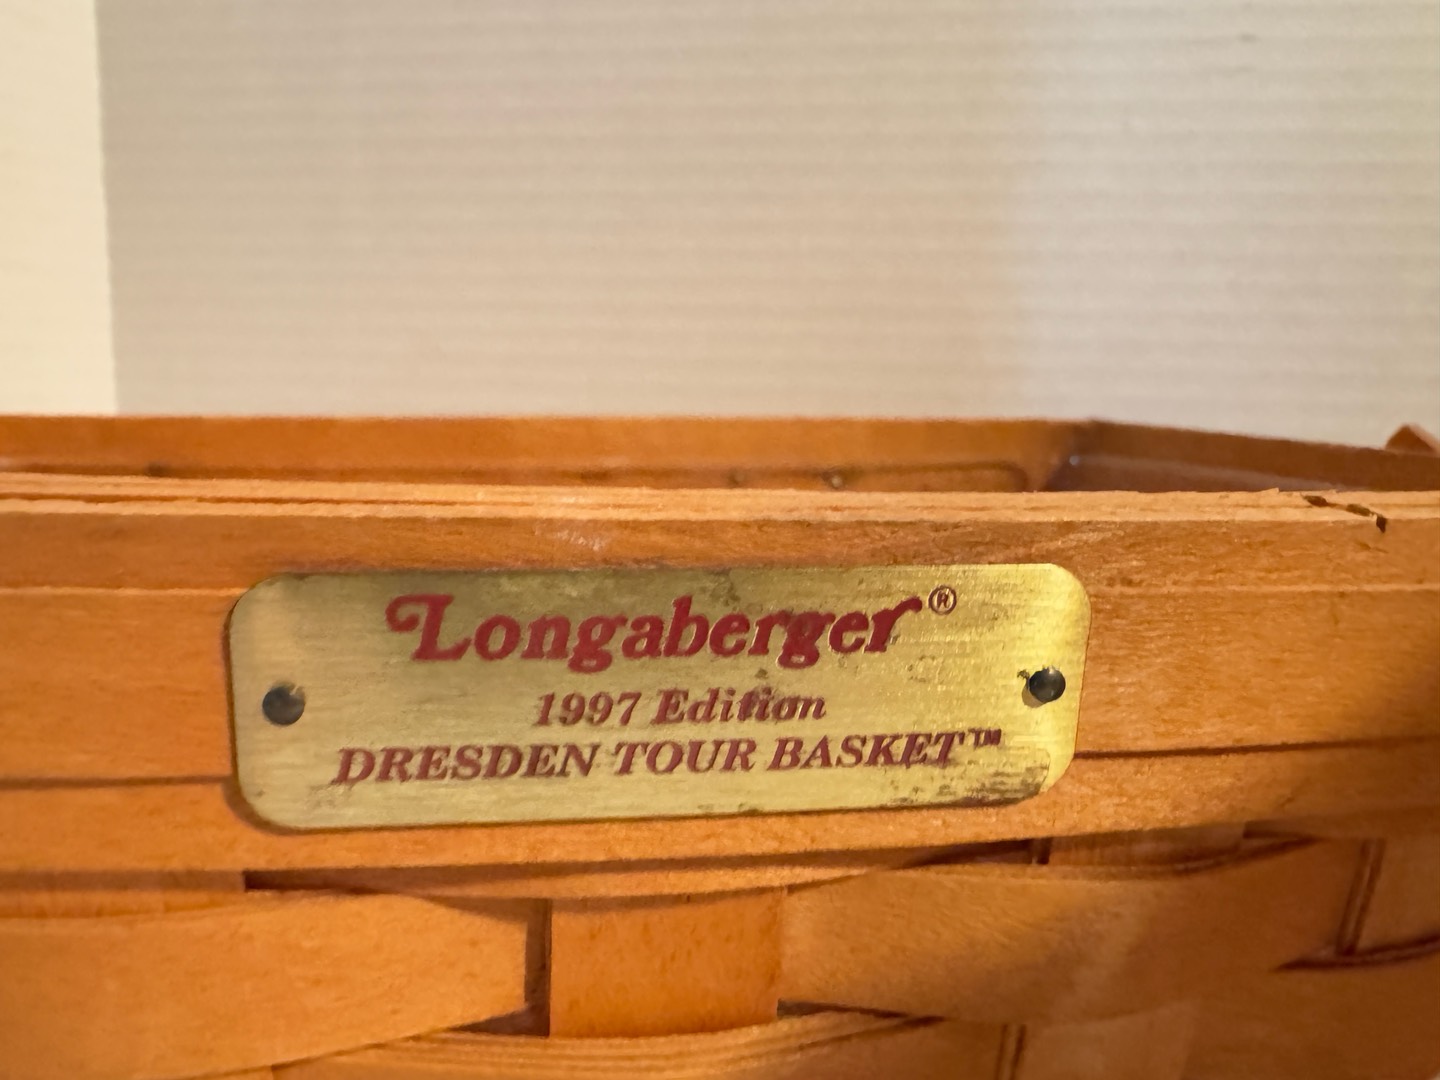 Longaberger®
1997 Edition
DRESDEN TOUR BASKET™